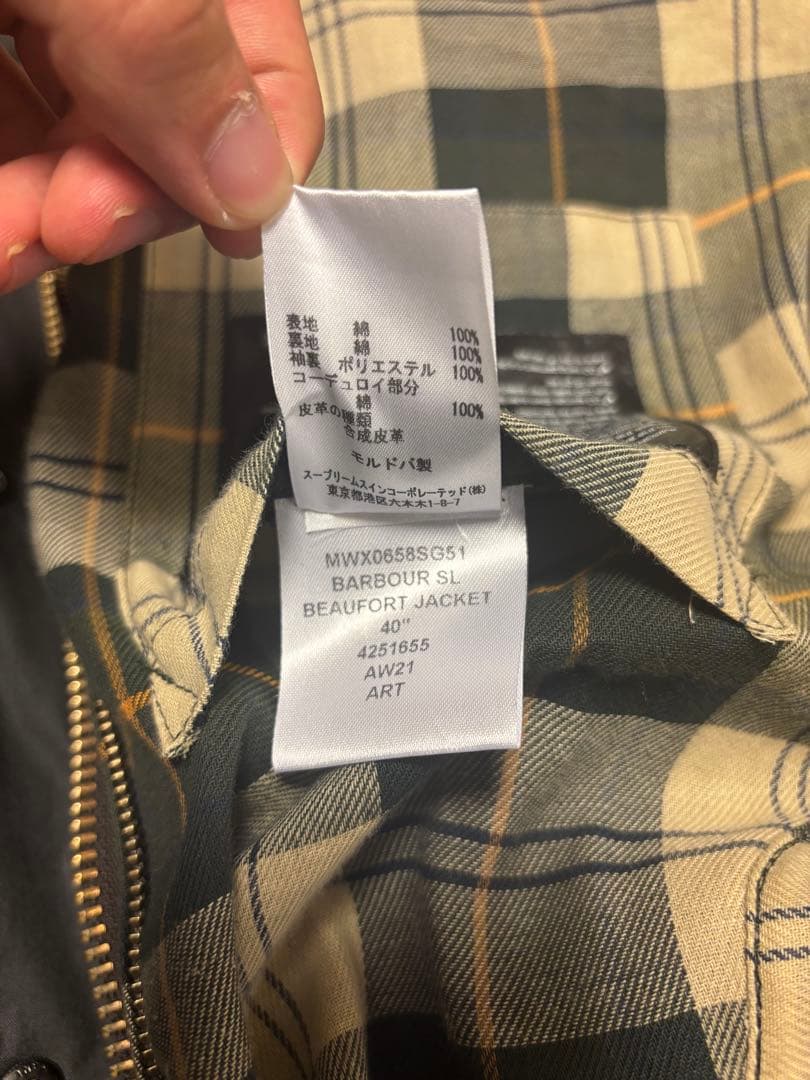 表地 綿 100%
裏地 綿 100%
袖裏 ポリエステル 100%
コーデュロイ部分
綿 100%
皮革の種類
合成皮革
モルドバ製
スープリームスインコーポレーテッド(株)
東京都港区六本木1-8-7
MWX0658SG51
BARBOUR SL
BEAUFORT JACKET
40"
4251655
AW21
ART